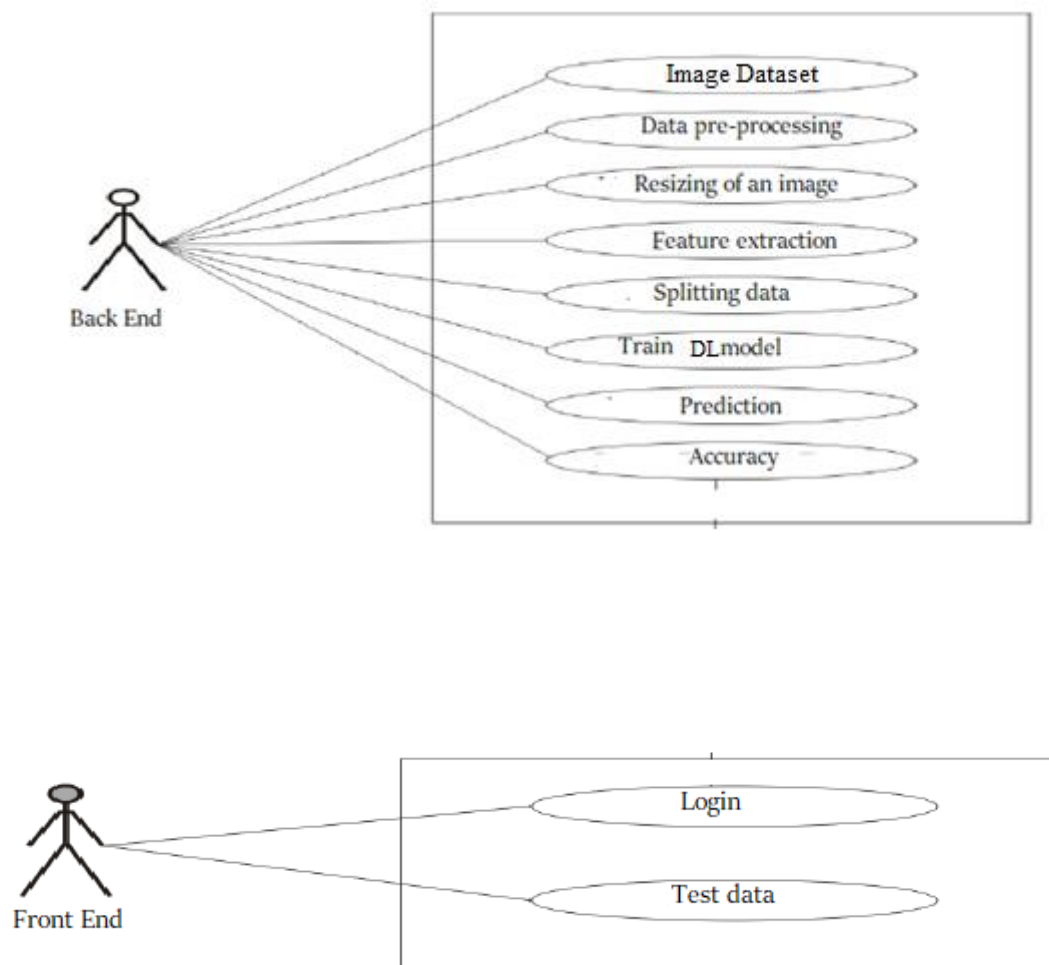 Image Dataset
Data pre-processing
Resizing of an image
Feature extraction
Back End
Splitting data
Train DLmodel
Prediction
Accuracy
Login
Test data
Front End